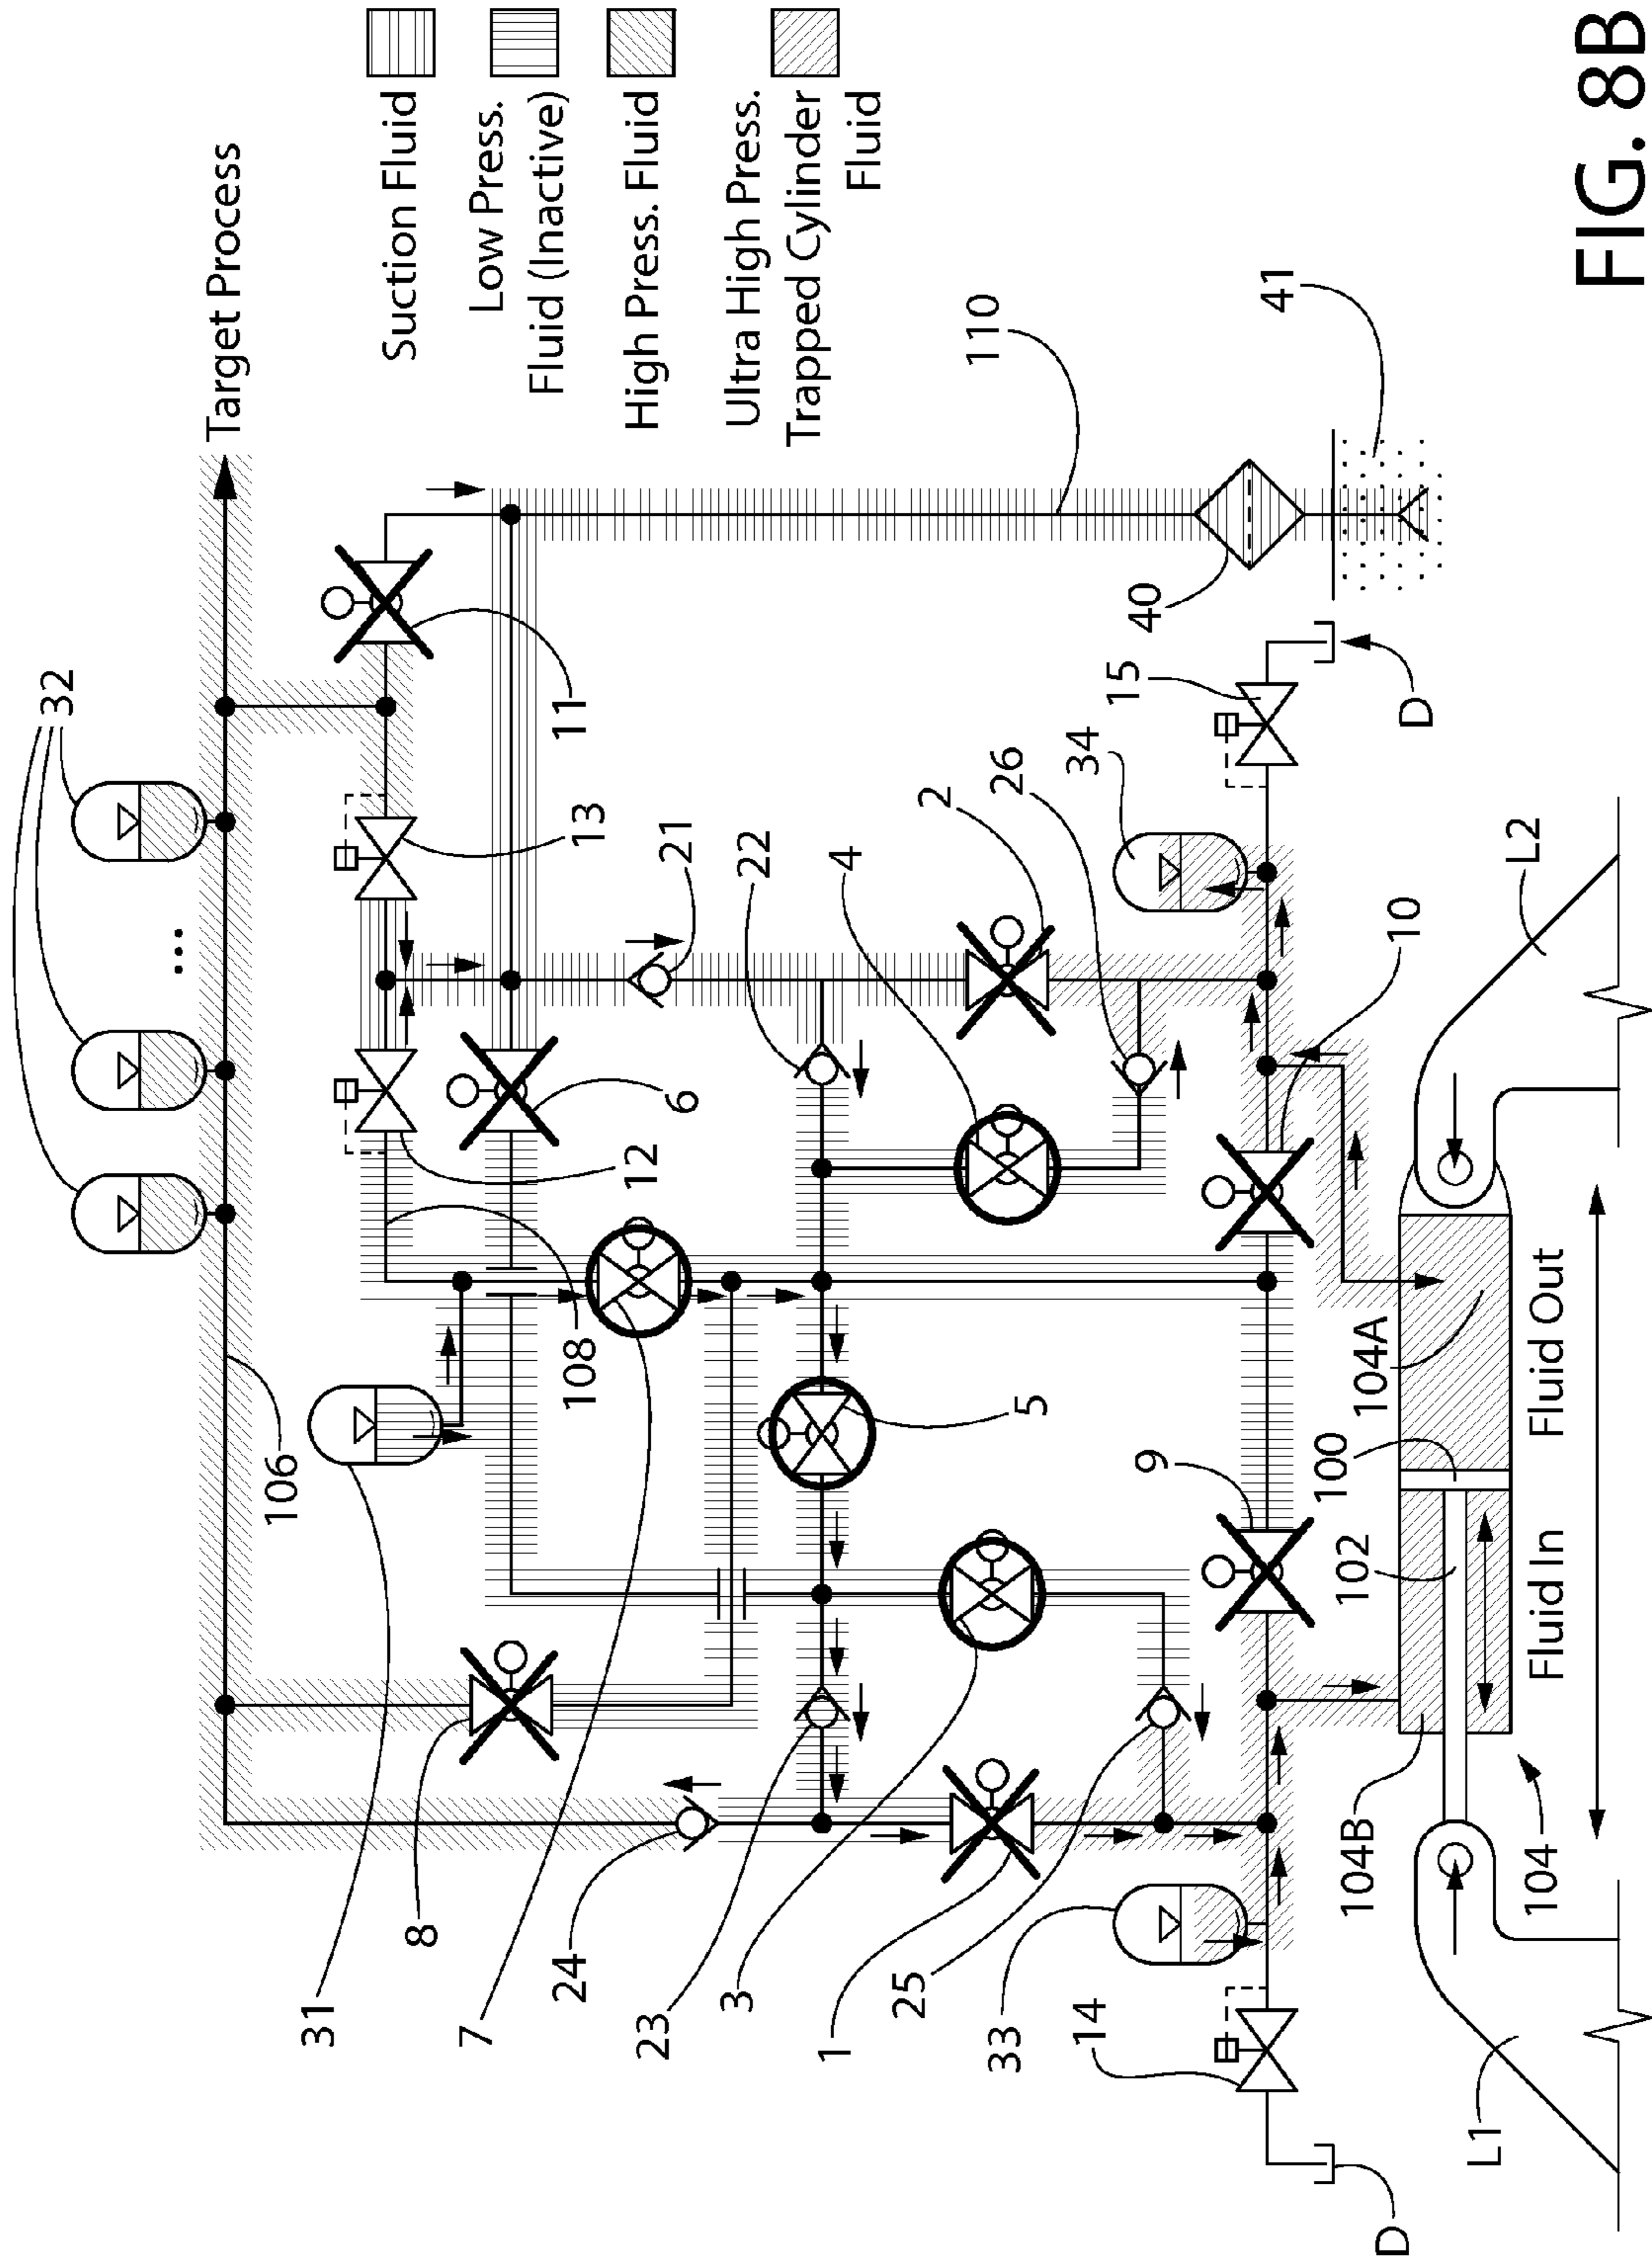 Target Process
32
...
Suction Fluid
Low Press.
Fluid (Inactive)
High Press. Fluid
Ultra High Press.
Trapped Cylinder
Fluid
106
31
7
8
24
108
12
6
13
11
21
22
4
26
2
34
15
110
40
41
5
23
3
1
25
33
14
9
10
D
D
104B
102
100
104A
L1
104
Fluid In
Fluid Out
L2
FIG. 8B